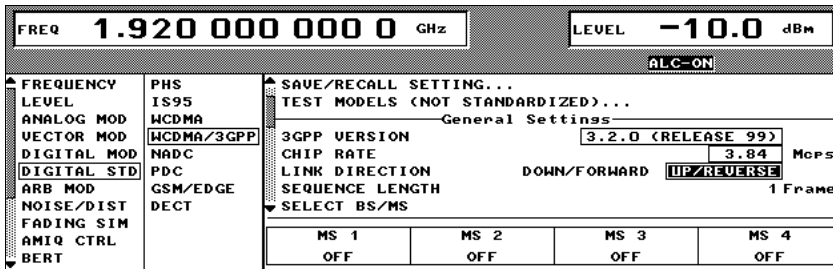 FREQ 1.920 000 000 0 GHz LEVEL -10.0 dBm
ALC-ON
FREQUENCY
LEVEL
ANALOG MOD
VECTOR MOD
DIGITAL MOD
DIGITAL STD
ARB MOD
NOISE/DIST
FADING SIM
AMIQ CTRL
BERT
PHS
IS95
WCDMA
WCDMA/3GPP
NADC
PDC
GSM/EDGE
DECT
SAVE/RECALL SETTING...
TEST MODELS (NOT STANDARDIZED)...
General Settings
3GPP VERSION 3.2.0 (RELEASE 99)
CHIP RATE 3.84 Mcps
LINK DIRECTION DOWN/FORWARD UP/REVERSE
SEQUENCE LENGTH 1 Frame
SELECT BS/MS
MS 1 MS 2 MS 3 MS 4
OFF OFF OFF OFF